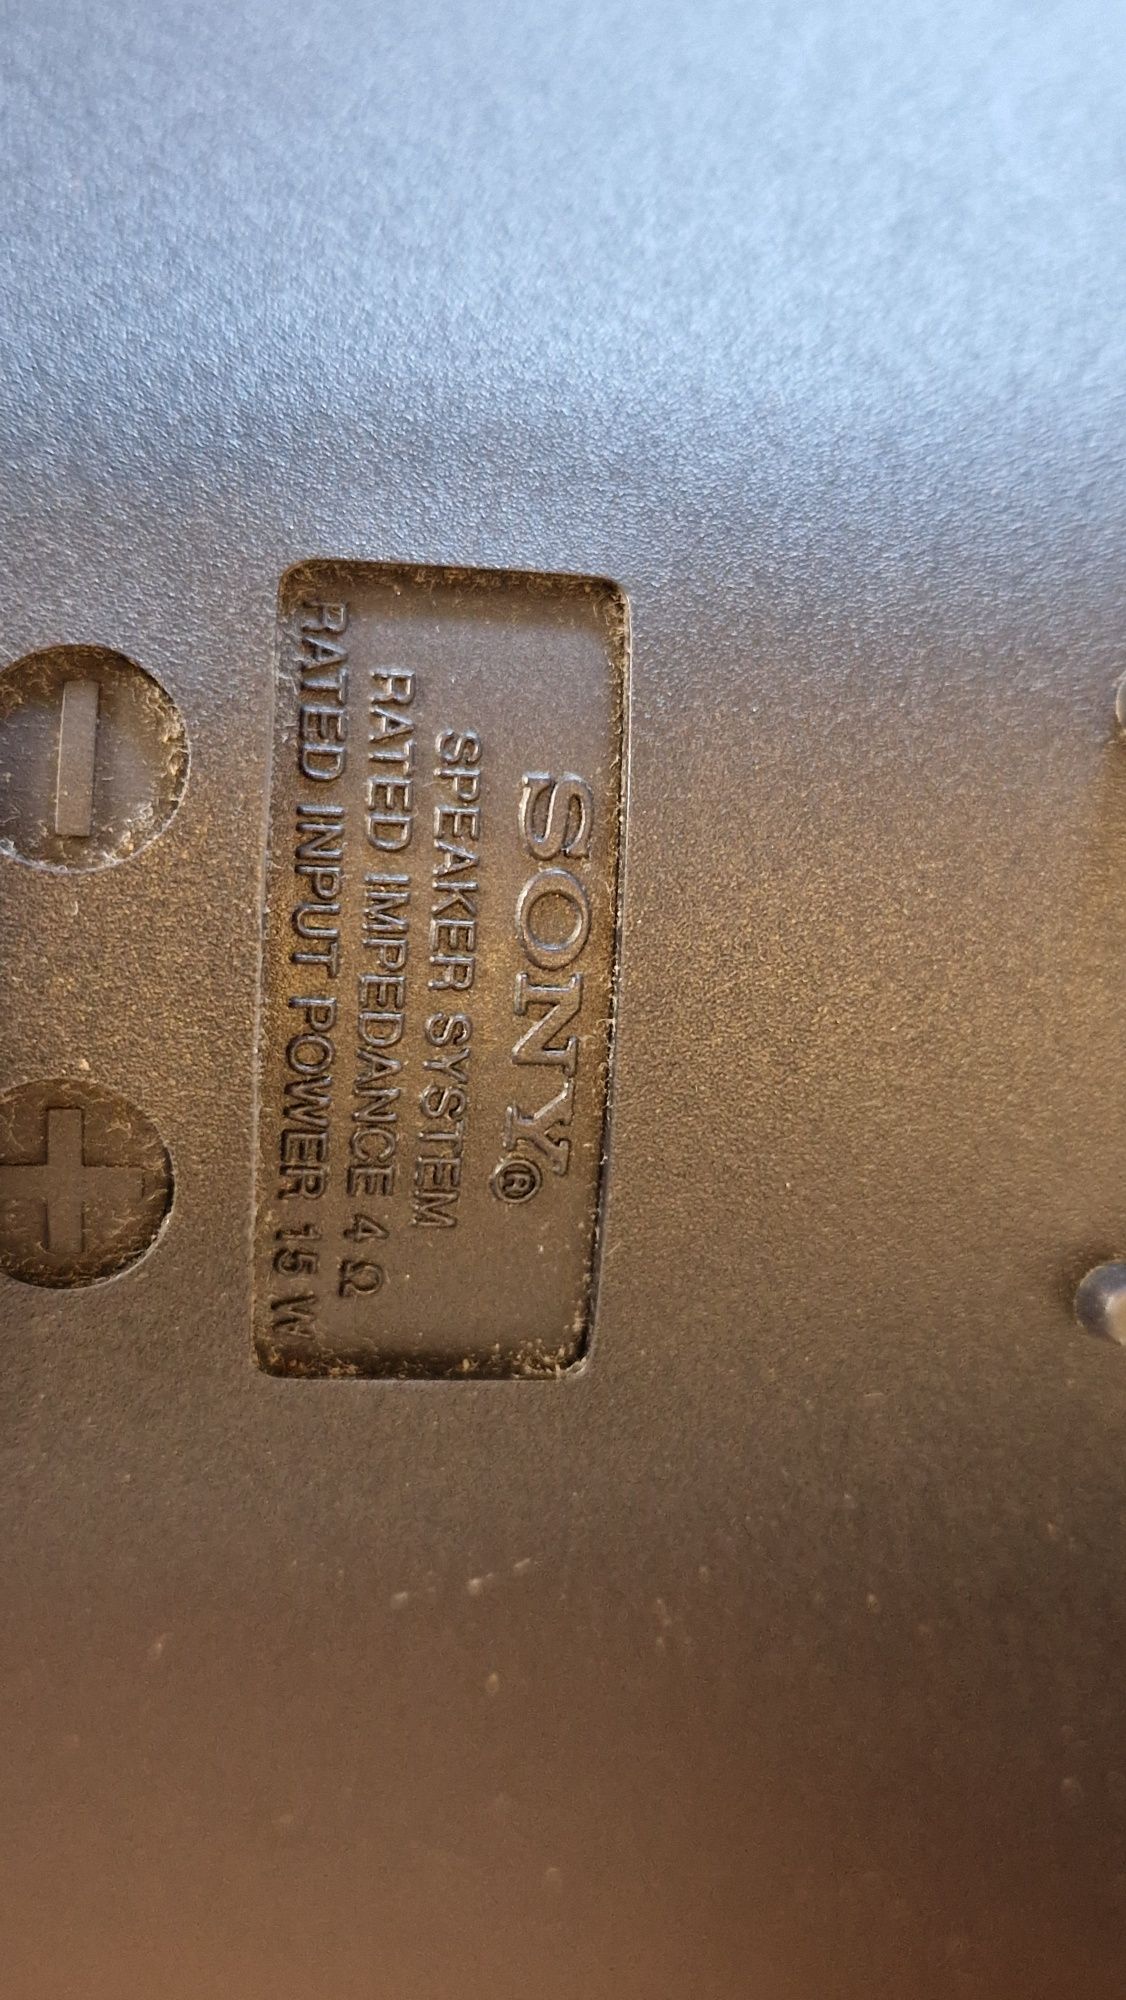 SONY®
SPEAKER SYSTEM
RATED IMPEDANCE 4 Ω
RATED INPUT POWER 15 W
− +